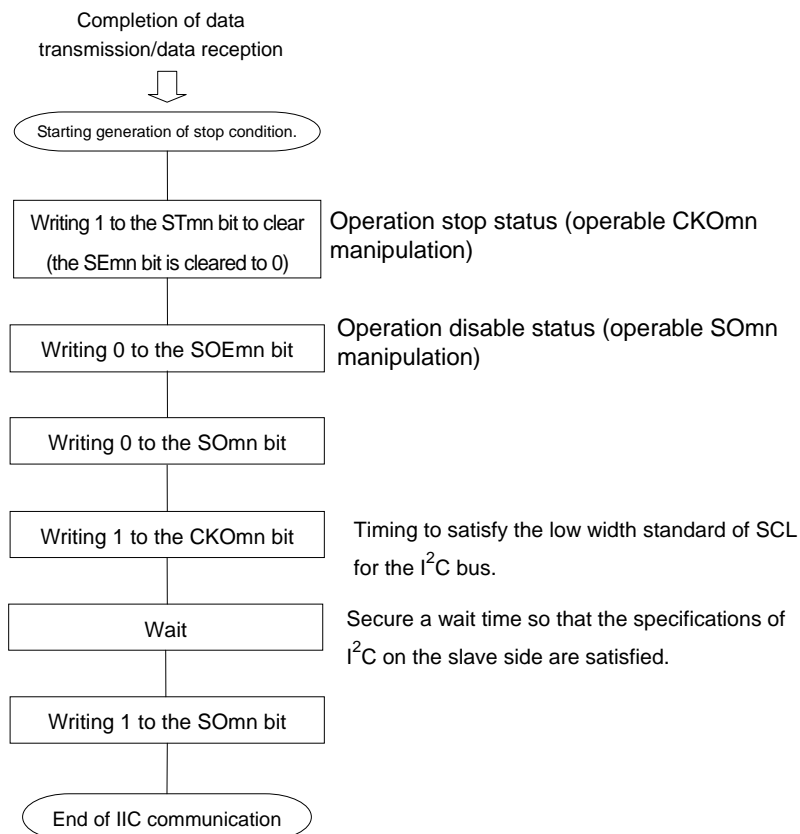 Completion of data
transmission/data reception
Starting generation of stop condition.
Writing 1 to the STmn bit to clear
(the SEmn bit is cleared to 0)
Operation stop status (operable CKOmn
manipulation)
Writing 0 to the SOEmn bit
Operation disable status (operable SOmn
manipulation)
Writing 0 to the SOmn bit
Writing 1 to the CKOmn bit
Timing to satisfy the low width standard of SCL
for the I²C bus.
Wait
Secure a wait time so that the specifications of
I²C on the slave side are satisfied.
Writing 1 to the SOmn bit
End of IIC communication